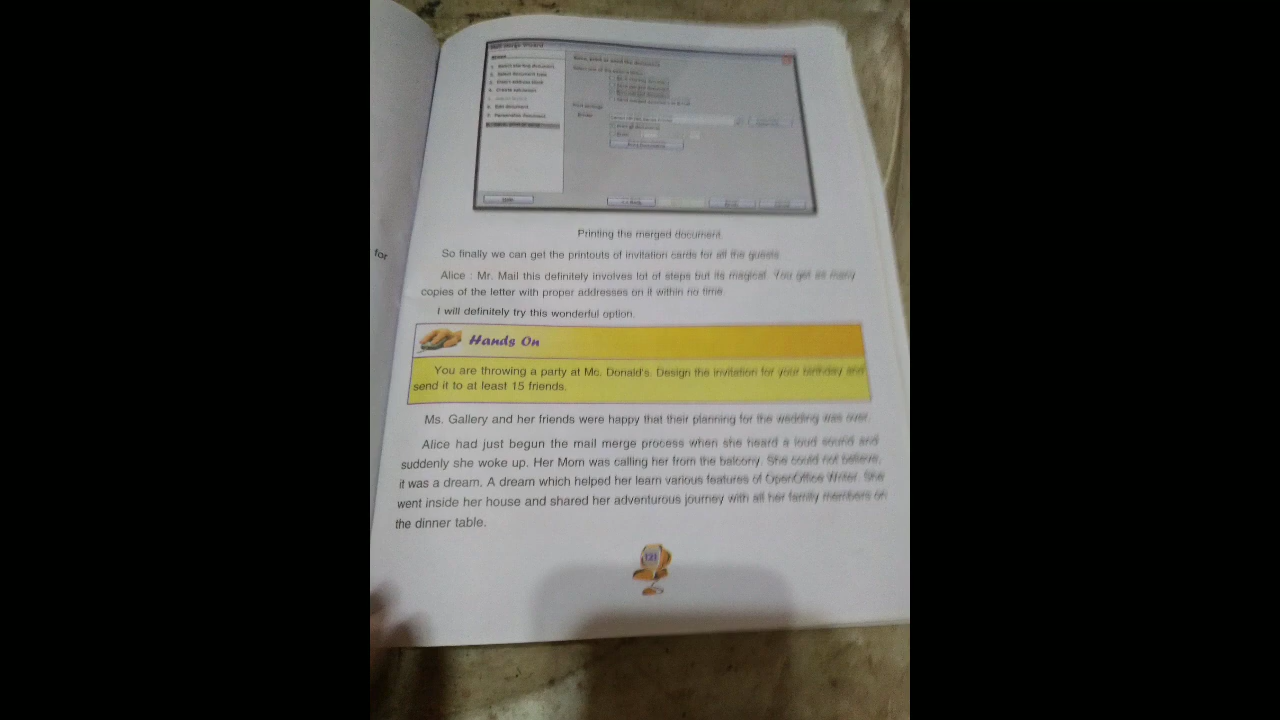 for
Mail Merge Wizard
Printing the merged document.
So finally we can get the printouts of invitation cards for all the guests.
Alice : Mr. Mail this definitely involves lot of steps but its magical. You get as many
copies of the letter with proper addresses on it within no time.
I will definitely try this wonderful option.
Hands On
You are throwing a party at Mc. Donald's. Design the invitation for your birthday and
send it to at least 15 friends.
Ms. Gallery and her friends were happy that their planning for the wedding was over.
Alice had just begun the mail merge process when she heard a loud sound and
suddenly she woke up. Her Mom was calling her from the balcony. She could not believe,
it was a dream. A dream which helped her learn various features of OpenOffice Writer. She
went inside her house and shared her adventurous journey with all her family members on
the dinner table.
121